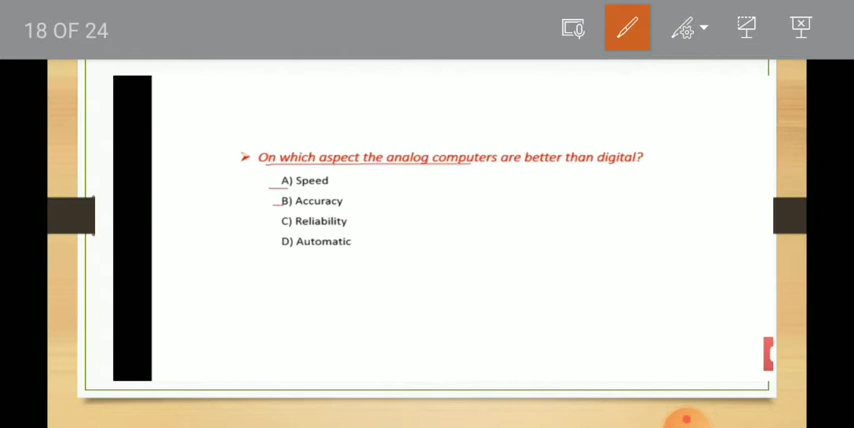 18 OF 24
➢ On which aspect the analog computers are better than digital?
A) Speed
B) Accuracy
C) Reliability
D) Automatic